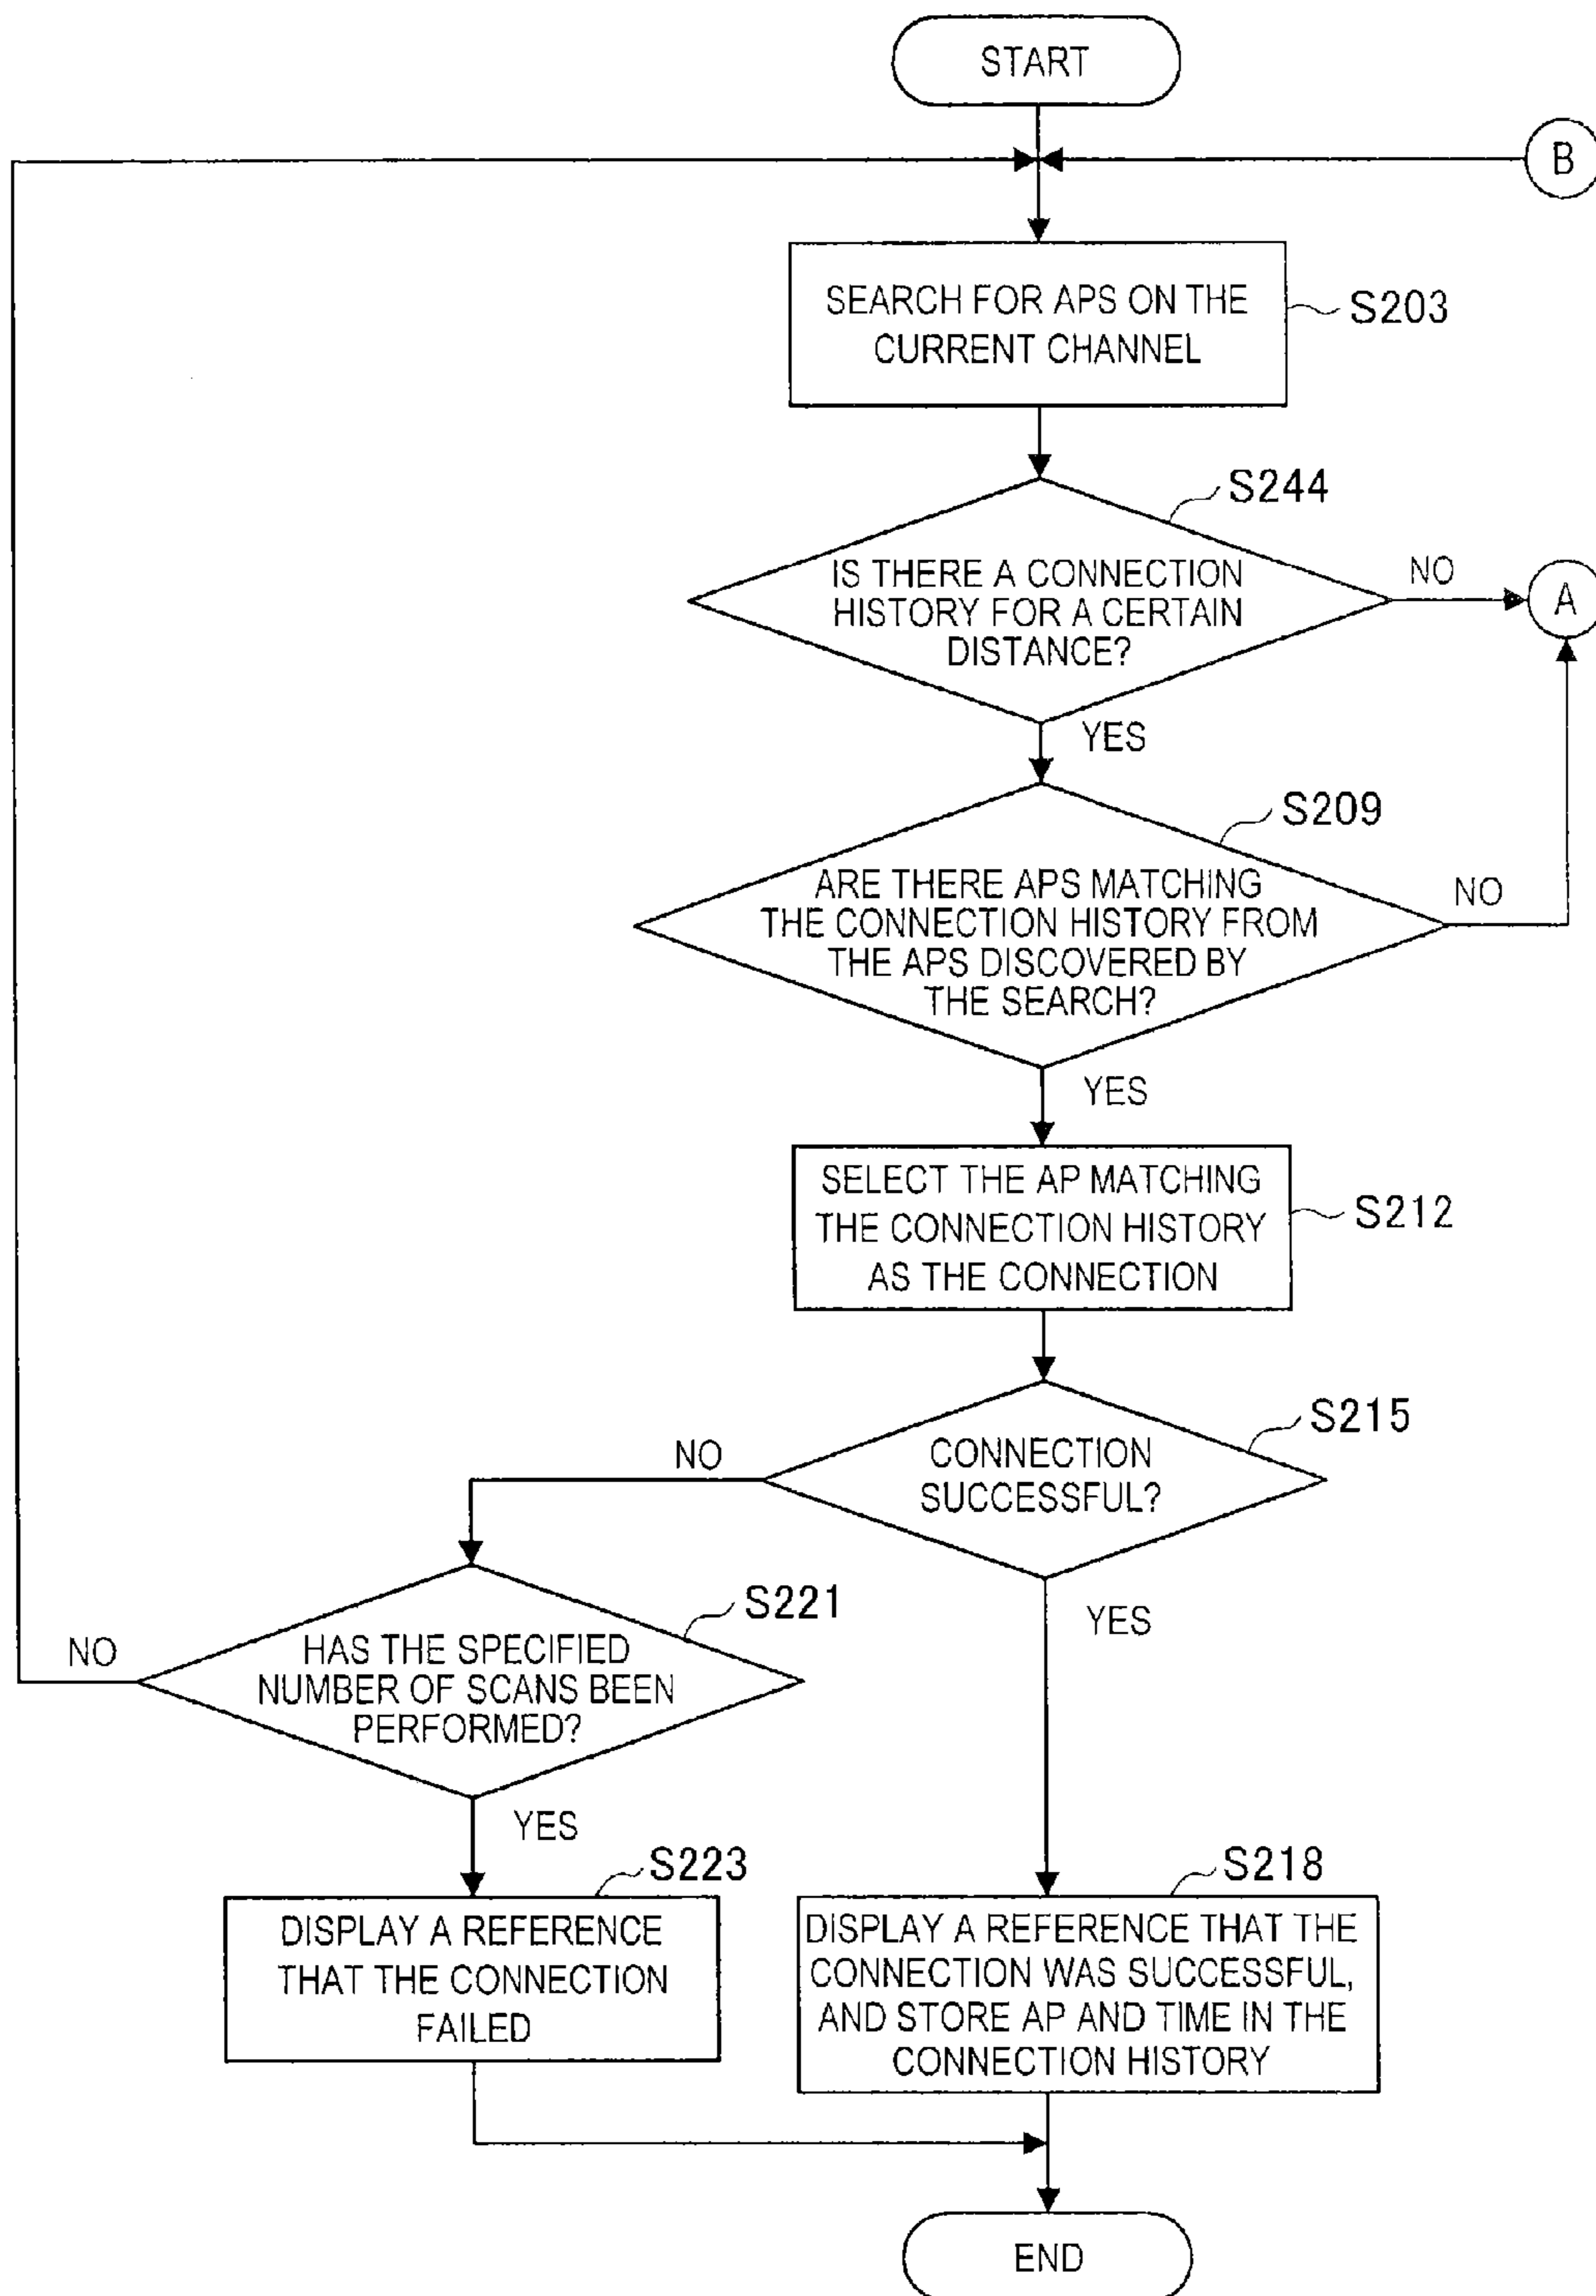 START
B
SEARCH FOR APS ON THE
CURRENT CHANNEL
S203
S244
IS THERE A CONNECTION
HISTORY FOR A CERTAIN
DISTANCE?
NO
A
YES
S209
ARE THERE APS MATCHING
THE CONNECTION HISTORY FROM
THE APS DISCOVERED BY
THE SEARCH?
NO
YES
SELECT THE AP MATCHING
THE CONNECTION HISTORY
AS THE CONNECTION
S212
S215
CONNECTION
SUCCESSFUL?
NO
YES
S221
HAS THE SPECIFIED
NUMBER OF SCANS BEEN
PERFORMED?
NO
YES
S223
DISPLAY A REFERENCE
THAT THE CONNECTION
FAILED
S218
DISPLAY A REFERENCE THAT THE
CONNECTION WAS SUCCESSFUL,
AND STORE AP AND TIME IN THE
CONNECTION HISTORY
END